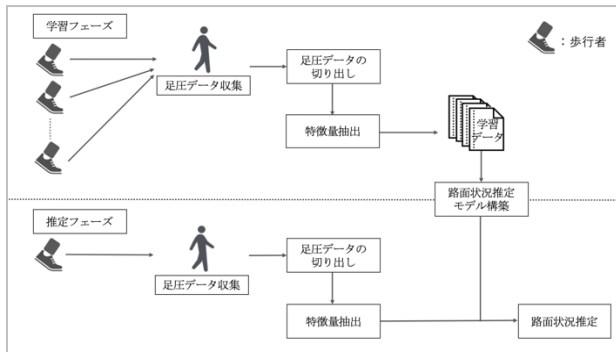 学習フェーズ
：歩行者
足圧データ収集
足圧データの
切り出し
特徴量抽出
学習
データ
路面状況推定
モデル構築
推定フェーズ
足圧データ収集
足圧データの
切り出し
特徴量抽出
路面状況推定